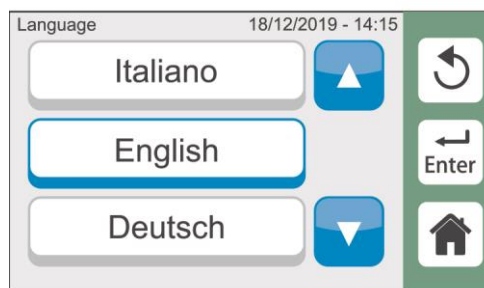 Language 18/12/2019 - 14:15
Italiano
English
Enter
Deutsch